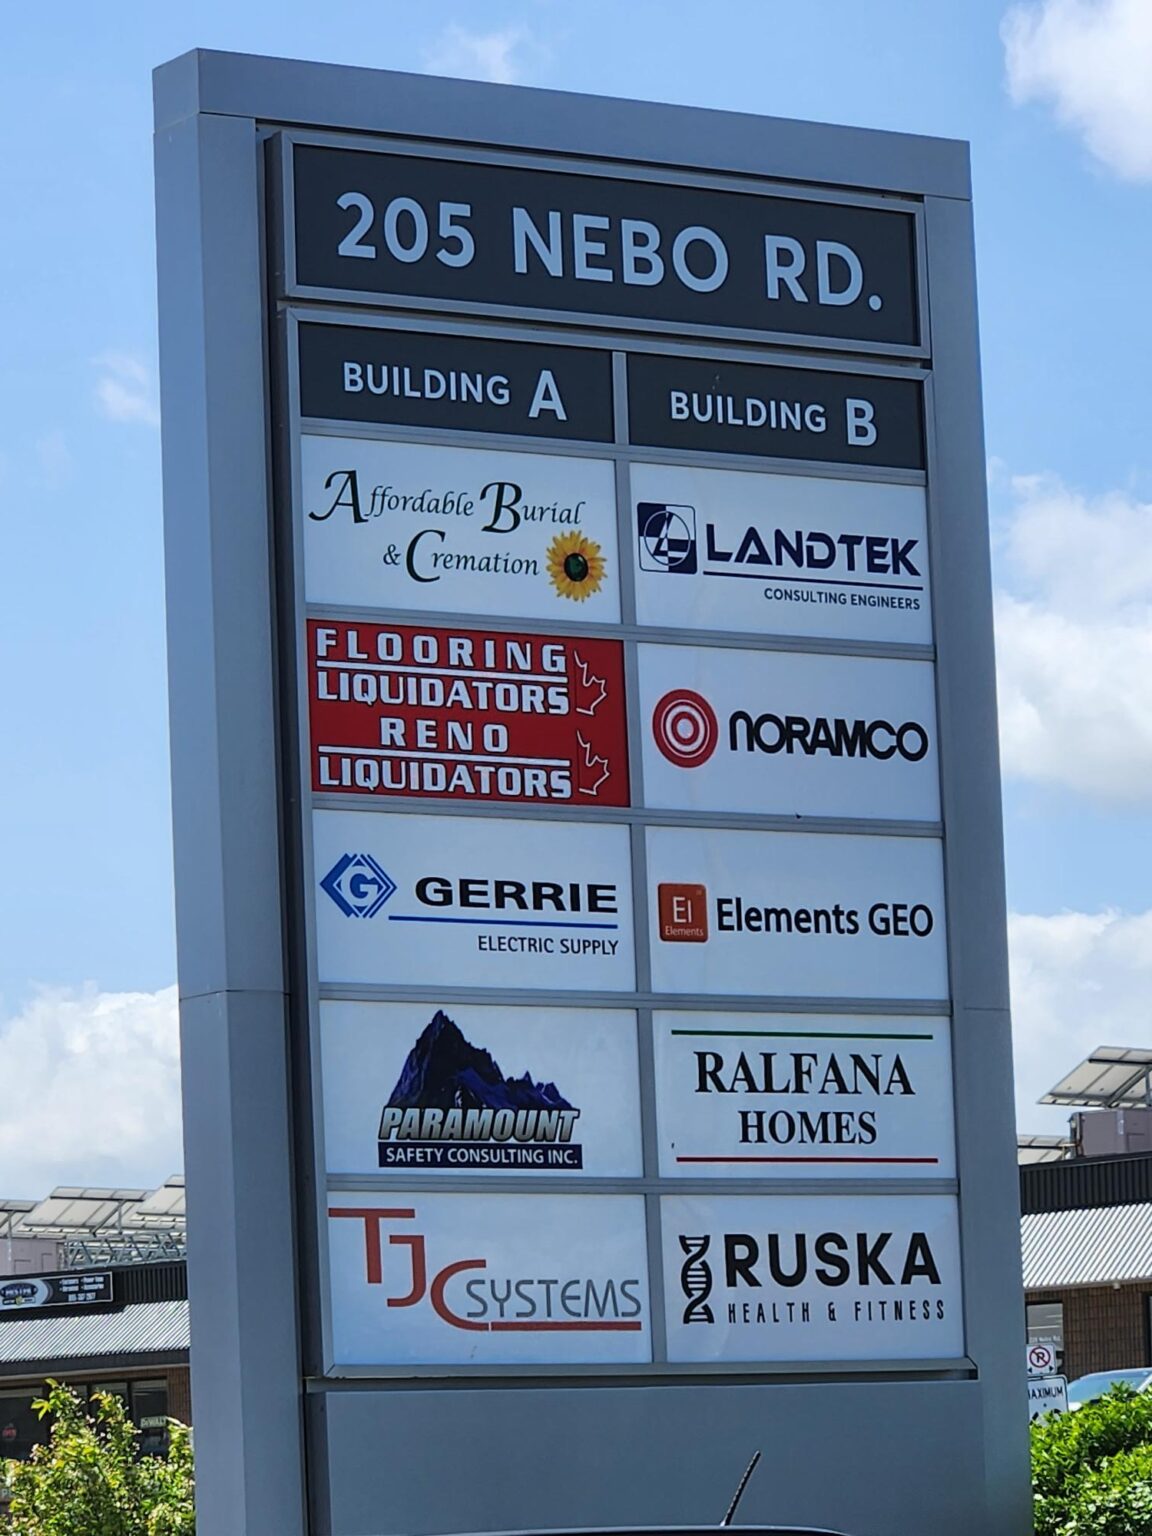 205 NEBO RD.
BUILDING A
Affordable Burial
& Cremation
FLOORING
LIQUIDATORS
RENO
LIQUIDATORS
G
GERRIE
ELECTRIC SUPPLY
PARAMOUNT
SAFETY CONSULTING INC.
TJC SYSTEMS
BUILDING B
LANDTEK
CONSULTING ENGINEERS
NORAMCO
El
Elements
Elements GEO
RALFANA
HOMES
RUSKA
HEALTH & FITNESS
MAXIMUM